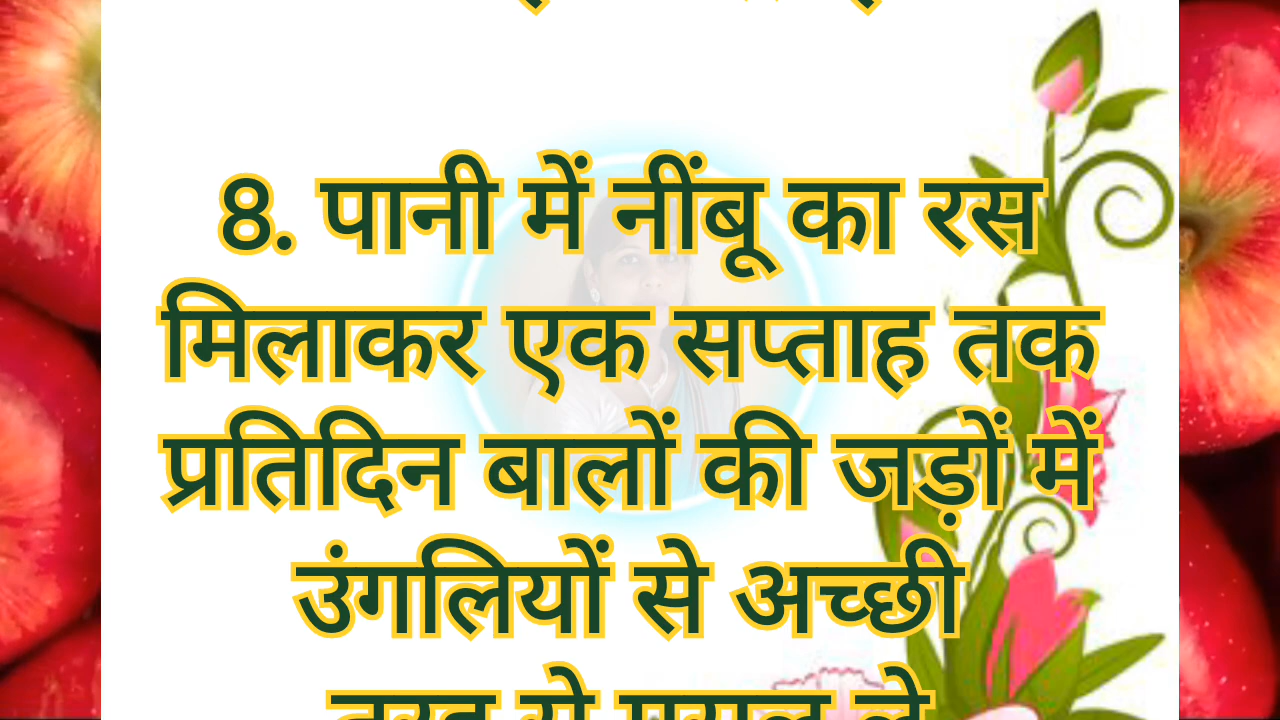 8. पानी में नींबू का रस
मिलाकर एक सप्ताह तक
प्रतिदिन बालों की जड़ों में
उंगलियों से अच्छी